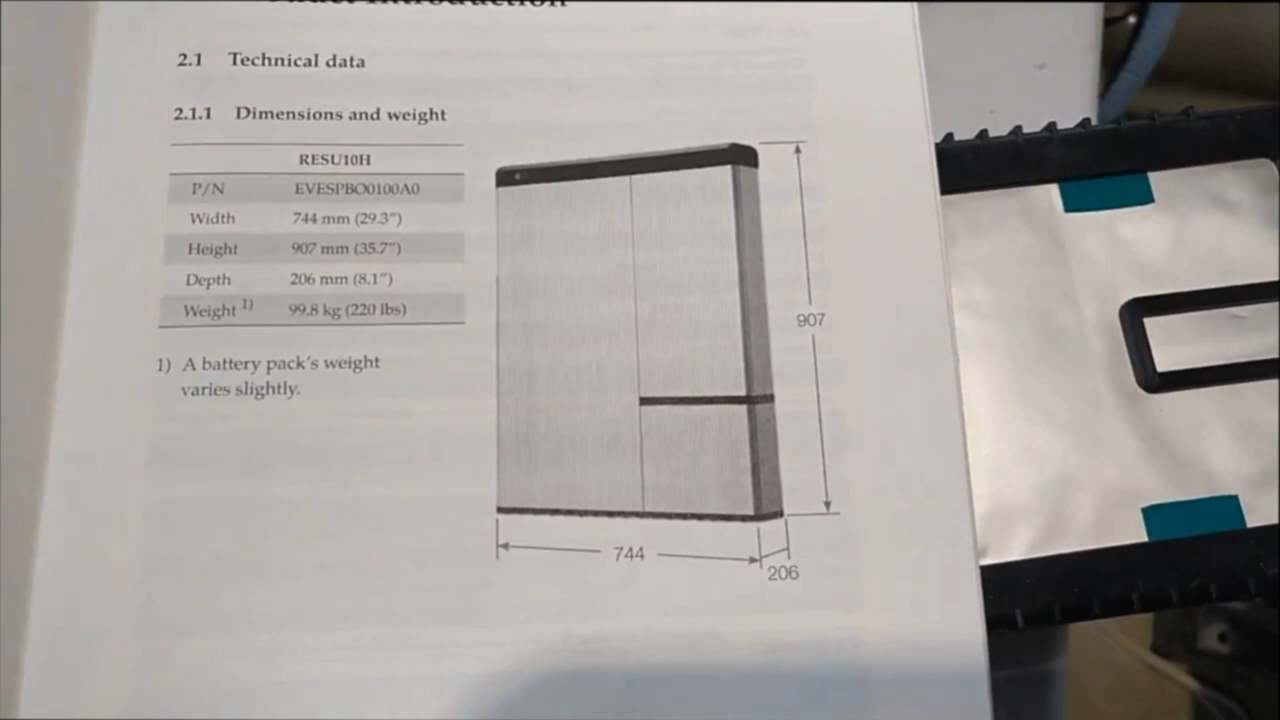 Product Introduction
2.1 Technical data
2.1.1 Dimensions and weight
RESU10H
P/N EVESPBO0100A0
Width 744 mm (29.3″)
Height 907 mm (35.7″)
Depth 206 mm (8.1″)
Weight 1) 99.8 kg (220 lbs)
1) A battery pack's weight
varies slightly.
907
744
206